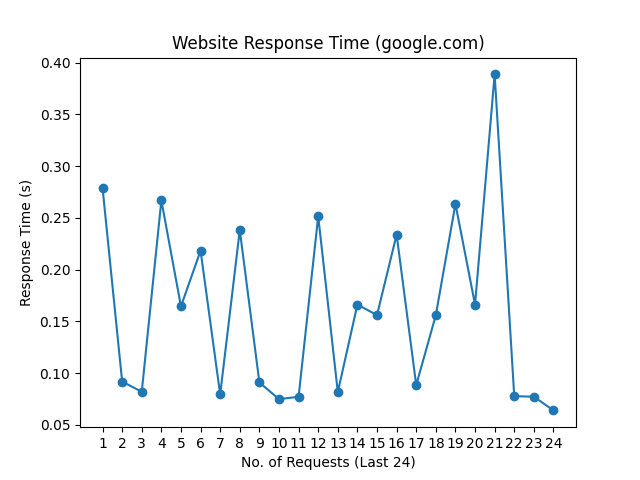 Website Response Time (google.com)
0.40
0.35
0.30
0.25
0.20
0.15
0.10
0.05
Response Time (s)
1 2 3 4 5 6 7 8 9 10 11 12 13 14 15 16 17 18 19 20 21 22 23 24
No. of Requests (Last 24)